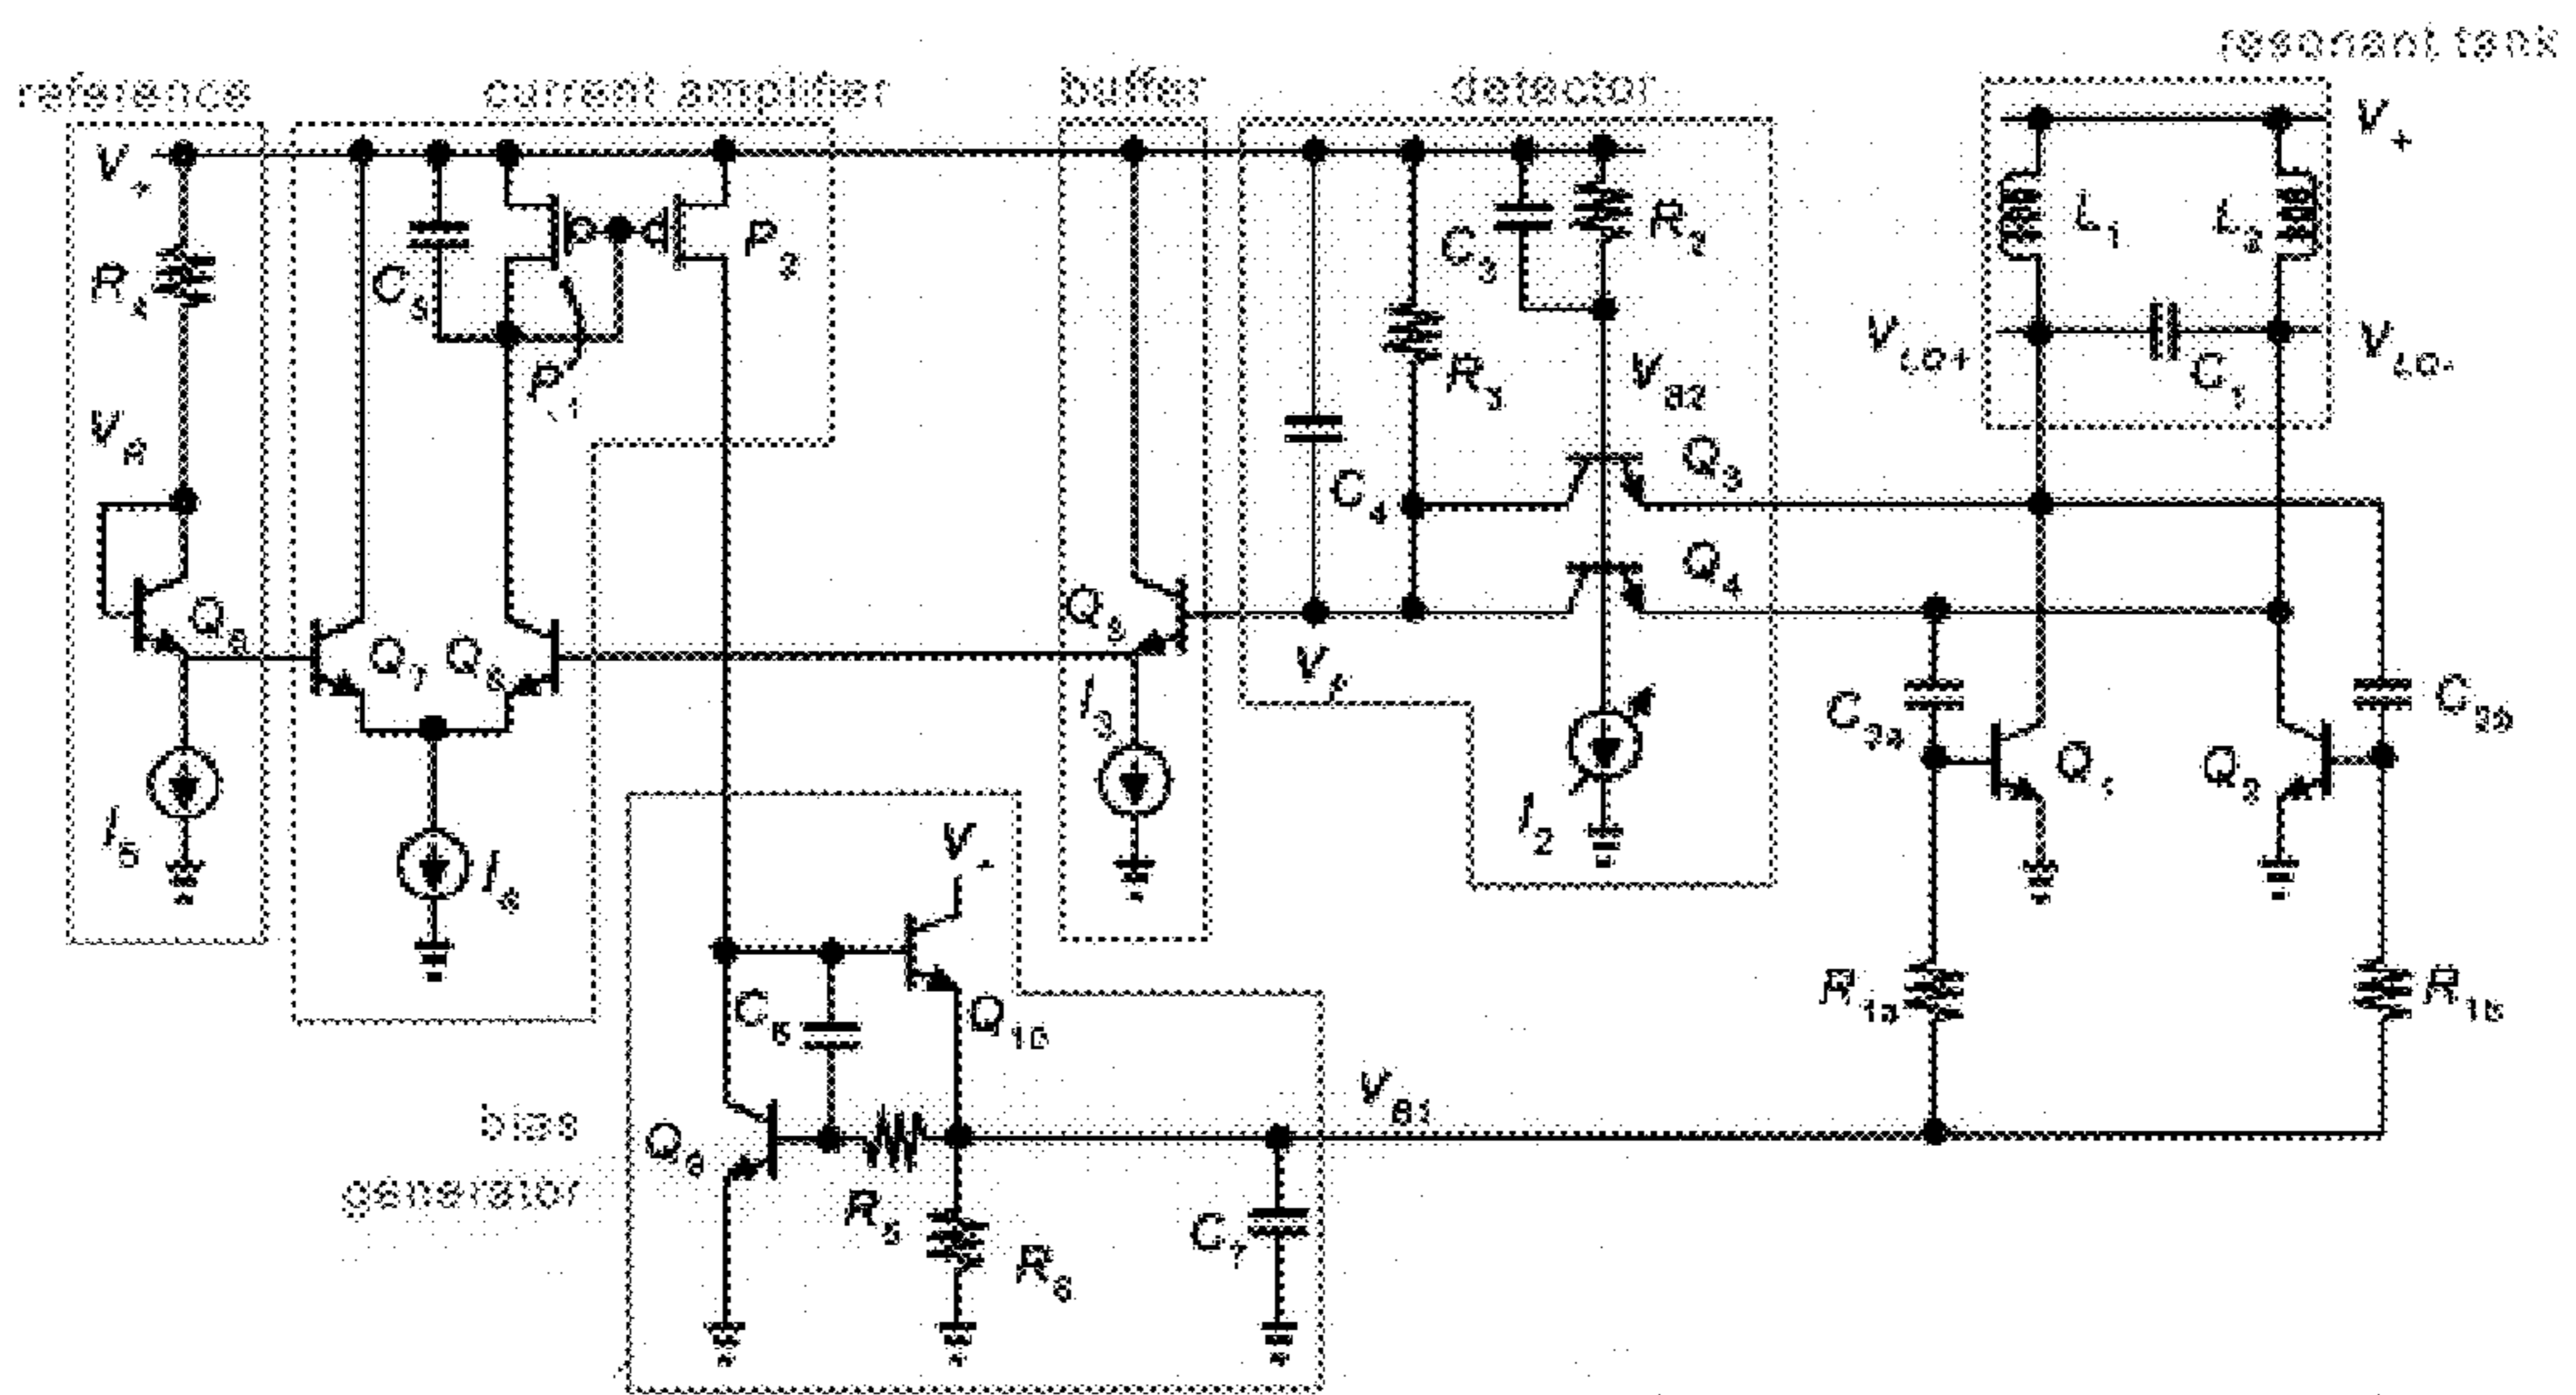 resonant tank
reference
current amplifier
buffer
detector
V+
R4
VR
Q8
I5
C5
P1
P2
Q7
Q6
I4
Q5
I3
C4
R3
C3
R2
VB2
Q3
Q4
VF
I2
V+
L1
L2
VLO+
C1
VLO-
C2a
Q1
Q2
C2b
R1a
R1b
bias
generator
V+
C6
Q10
Q9
R5
R6
C7
VB1